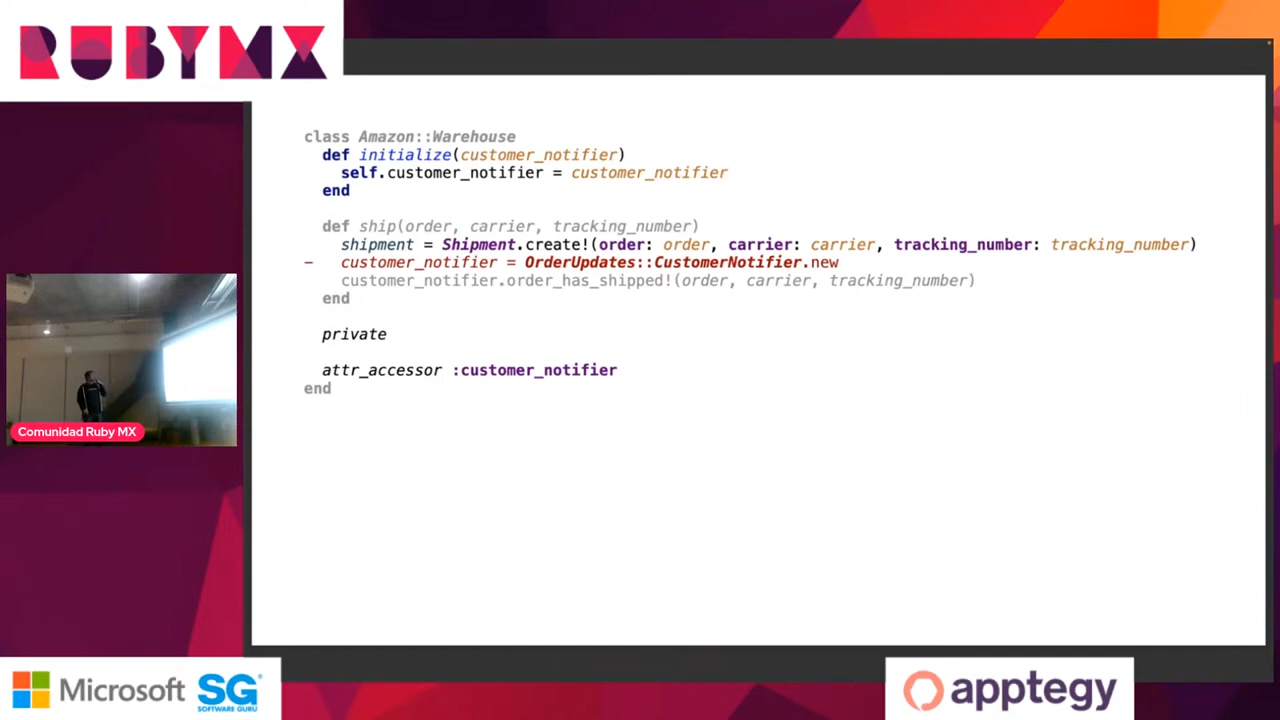 RUBYMX
class Amazon::Warehouse
def initialize(customer_notifier)
self.customer_notifier = customer_notifier
end
def ship(order, carrier, tracking_number)
shipment = Shipment.create!(order: order, carrier: carrier, tracking_number: tracking_number)
- customer_notifier = OrderUpdates::CustomerNotifier.new
customer_notifier.order_has_shipped!(order, carrier, tracking_number)
end
private
attr_accessor :customer_notifier
end
Comunidad Ruby MX
Microsoft
SG
SOFTWARE GURU
apptegy